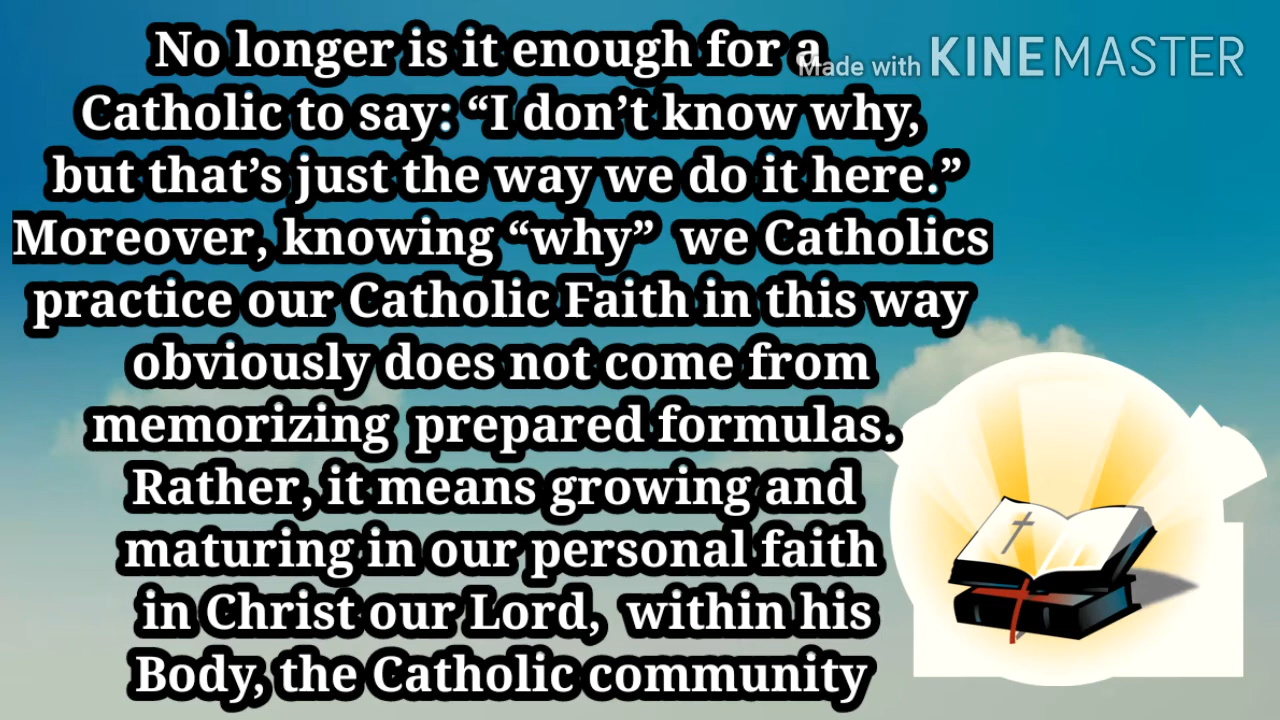 No longer is it enough for a
Made with KINEMASTER
Catholic to say: “I don’t know why,
but that’s just the way we do it here.”
Moreover, knowing “why”  we Catholics
practice our Catholic Faith in this way
obviously does not come from
memorizing  prepared formulas.
Rather, it means growing and
maturing in our personal faith
in Christ our Lord,  within his
Body, the Catholic community